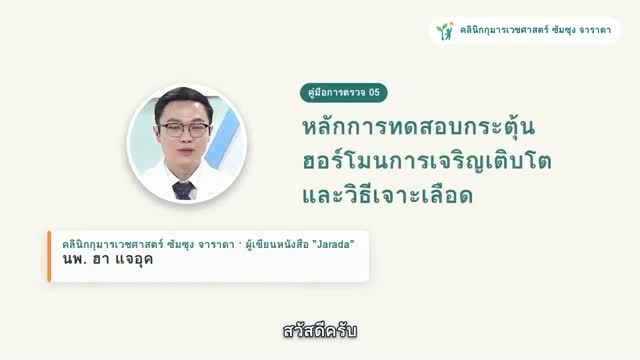 คลินิกกุมารเวชศาสตร์ ซัมซุง จาราดา
คู่มือการตรวจ 05
หลักการทดสอบกระตุ้น
ฮอร์โมนการเจริญเติบโต
และวิธีเจาะเลือด
คลินิกกุมารเวชศาสตร์ ซัมซุง จาราดา · ผู้เขียนหนังสือ "Jarada"
นพ. ฮา แจอุค
สวัสดีครับ